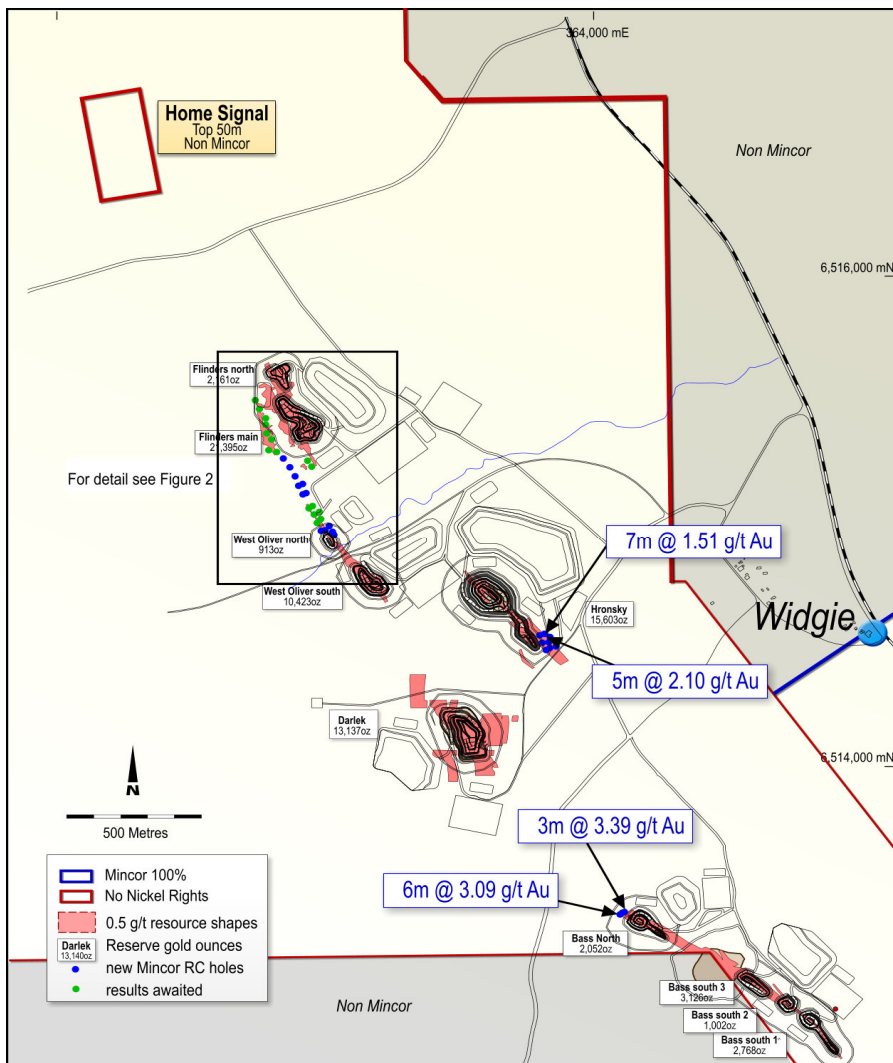 364,000 mE
Home Signal
Top 50m
Non Mincor
Non Mincor
6,516,000 mN
Flinders north
2,161oz
Flinders main
21,395oz
For detail see Figure 2
West Oliver north
913oz
West Oliver south
10,423oz
7m @ 1.51 g/t Au
Hronsky
15,603oz
Widgie
5m @ 2.10 g/t Au
Darlek
13,137oz
6,514,000 mN
N
500 Metres
3m @ 3.39 g/t Au
6m @ 3.09 g/t Au
Bass North
2,052oz
Bass south 3
3,126oz
Bass south 2
1,002oz
Bass south 1
2,768oz
Mincor 100%
No Nickel Rights
0.5 g/t resource shapes
Darlek
13,140oz
Reserve gold ounces
new Mincor RC holes
results awaited
Non Mincor